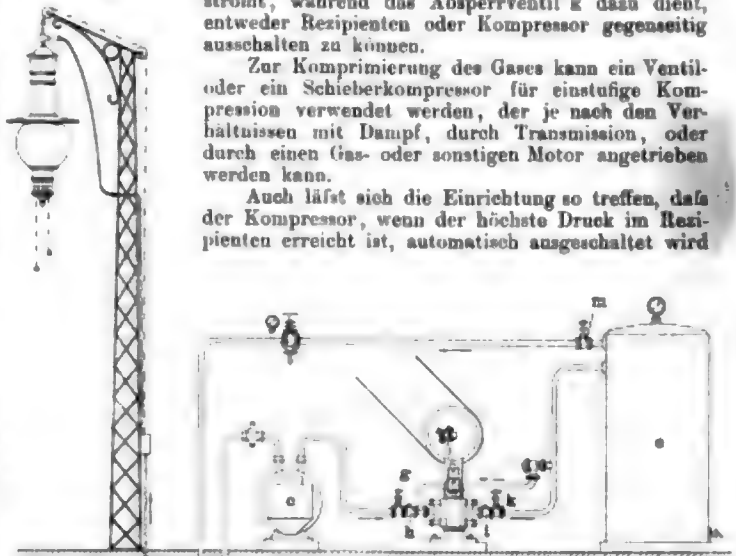 strömt, während das Absperrventil k dazu dient,
entweder Rezipienten oder Kompressor gegenseitig
ausschalten zu können.
Zur Komprimierung des Gases kann ein Ventil-
oder ein Schieberkompressor für einstufige Kom-
pression verwendet werden, der je nach den Ver-
hältnissen mit Dampf, durch Transmission, oder
durch einen Gas- oder sonstigen Motor angetrieben
werden kann.
Auch läfst sich die Einrichtung so treffen, dafs
der Kompressor, wenn der höchste Druck im Rezi-
pienten erreicht ist, automatisch ausgeschaltet wird
m
g
k
e
c
h
i